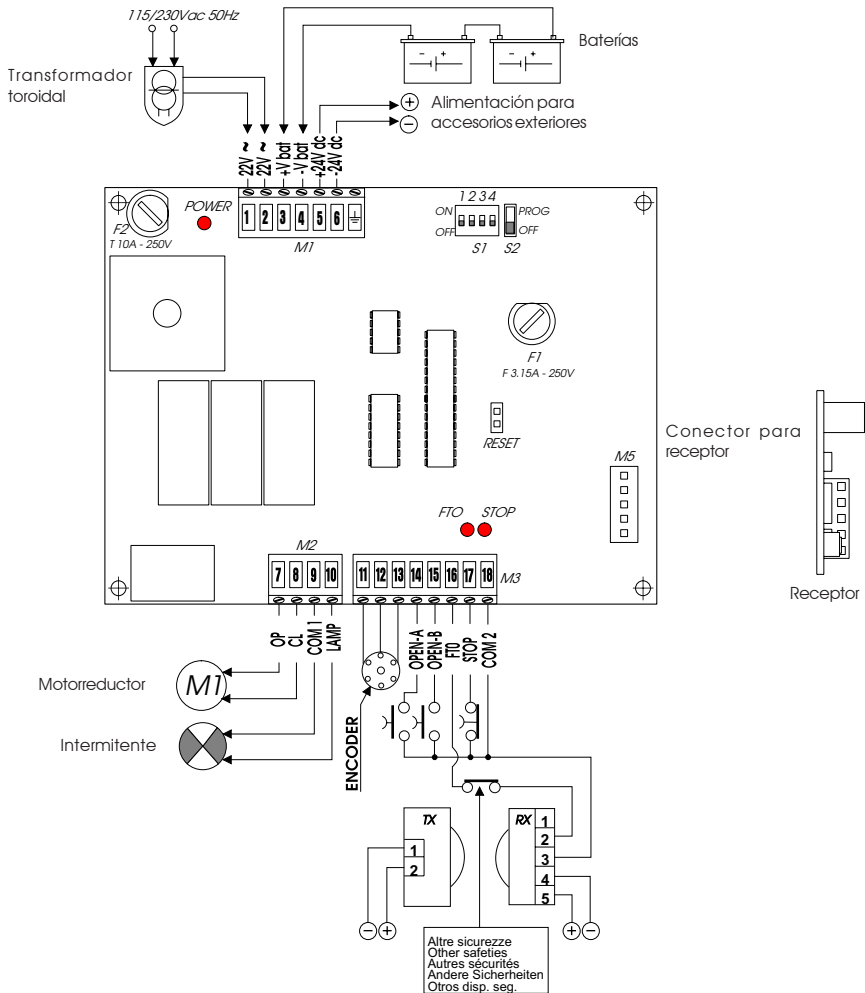 115/230Vac 50Hz
Transformador
toroidal
Baterías
- +
- +
+ Alimentación para
- accesorios exteriores
22V ~
22V ~
+V bat
-V bat
+24V dc
-24V dc
F2
T 10A - 250V
POWER
1 2 3 4 5 6
M1
1 2 3 4
ON
OFF
S1
PROG
OFF
S2
F1
F 3.15A - 250V
RESET
Conector para
receptor
M5
FTO STOP
Receptor
M2
7 8 9 10
11 12 13 14 15 16 17 18
M3
OP
CL
COM 1
LAMP
OPEN-A
OPEN-B
FTO
STOP
COM 2
Motorreductor
M1
Intermitente
ENCODER
TX
1
2
RX
1
2
3
4
5
- +
+ -
Altre sicurezze
Other safeties
Autres sécurités
Andere Sicherheiten
Otros disp. seg.